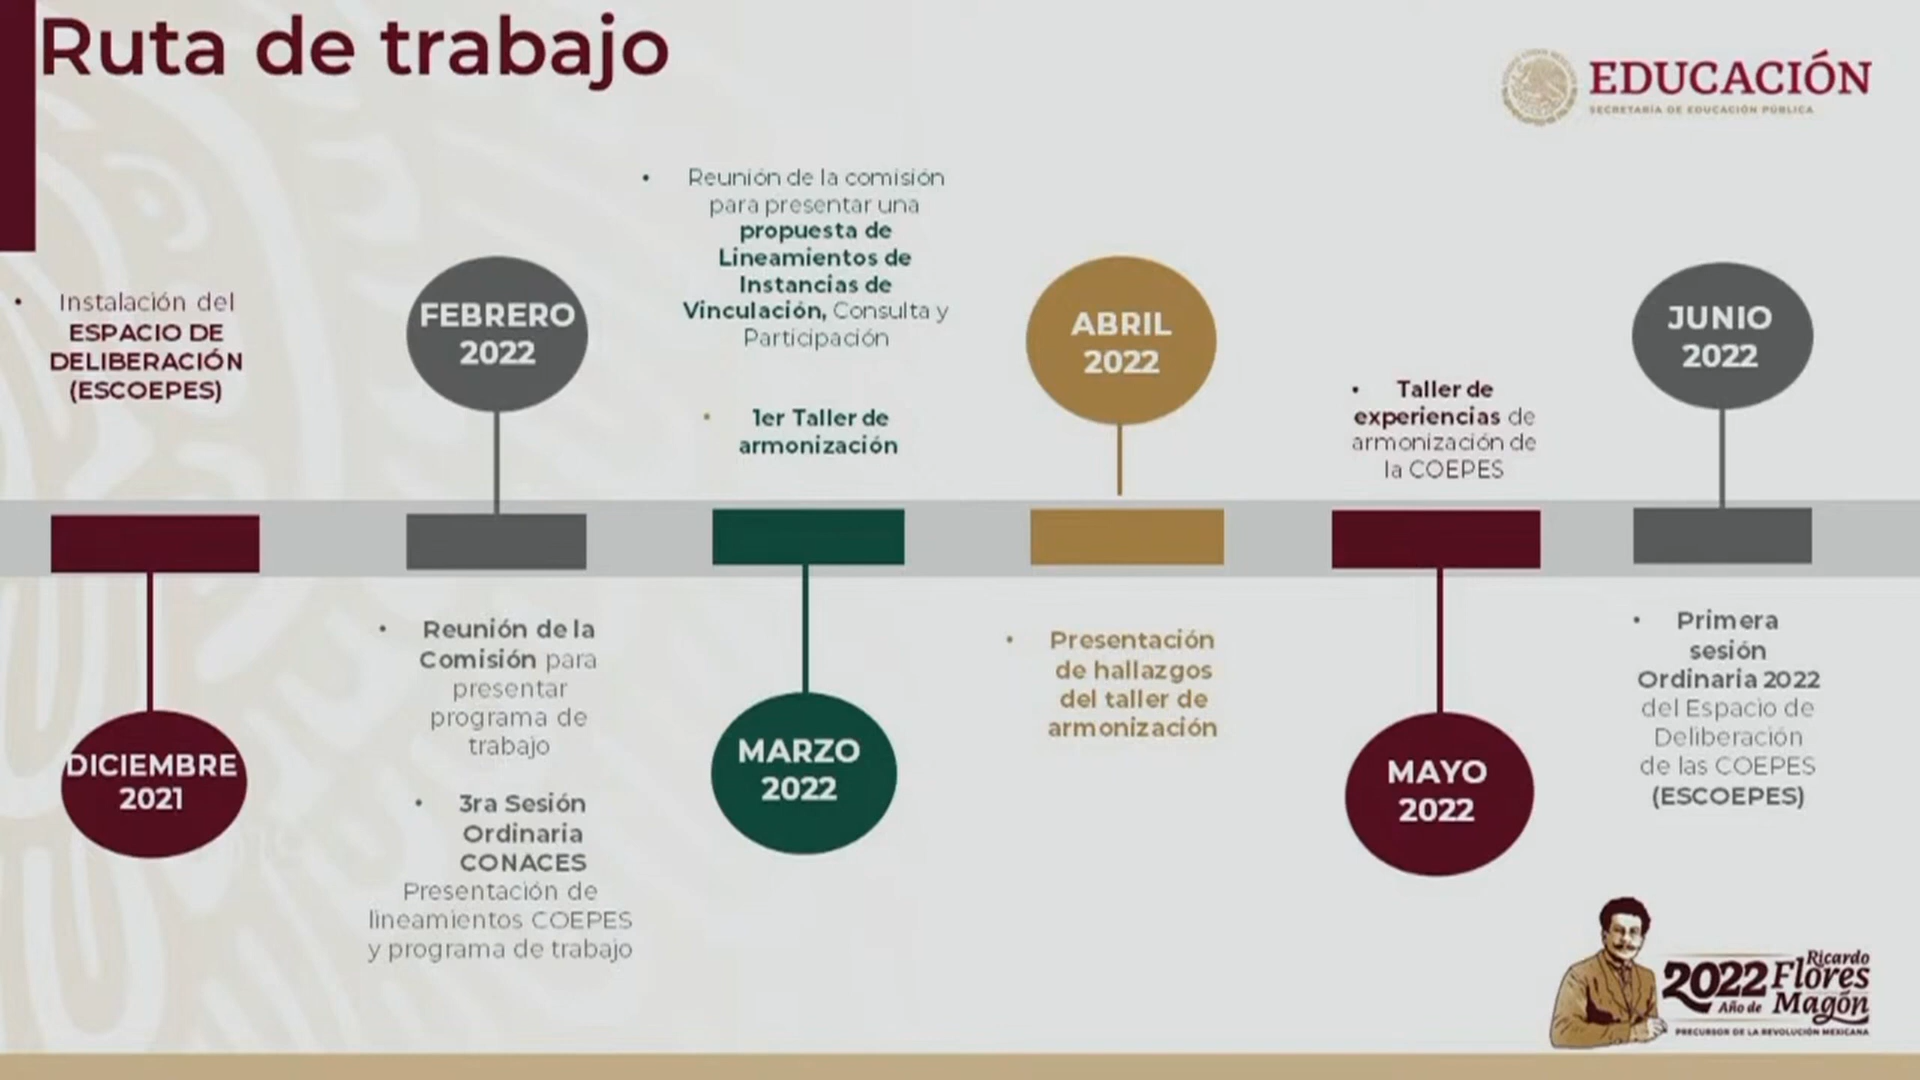 Ruta de trabajo
EDUCACIÓN
SECRETARÍA DE EDUCACIÓN PÚBLICA
• Instalación del
ESPACIO DE
DELIBERACIÓN
(ESCOEPES)
DICIEMBRE
2021
FEBRERO
2022
• Reunión de la
Comisión para
presentar
programa de
trabajo
• 3ra Sesión
Ordinaria
CONACES
Presentación de
lineamientos COEPES
y programa de trabajo
• Reunión de la comisión
para presentar una
propuesta de
Lineamientos de
Instancias de
Vinculación, Consulta y
Participación
• 1er Taller de
armonización
MARZO
2022
ABRIL
2022
• Presentación
de hallazgos
del taller de
armonización
• Taller de
experiencias de
armonización de
la COEPES
MAYO
2022
JUNIO
2022
• Primera
sesión
Ordinaria 2022
del Espacio de
Deliberación
de las COEPES
(ESCOEPES)
2022 Ricardo
Año de Flores
Magón
PRECURSOR DE LA REVOLUCIÓN MEXICANA